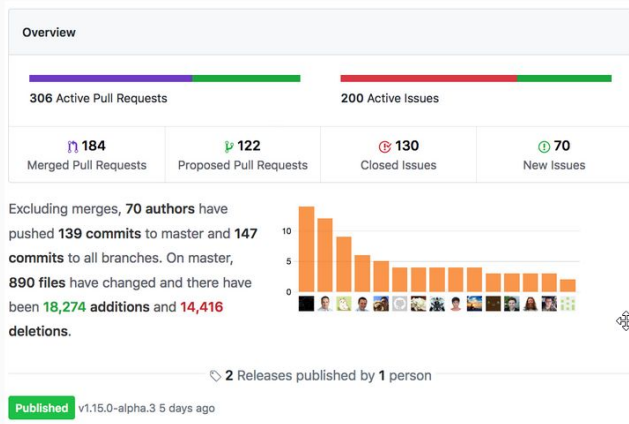 Overview
306 Active Pull Requests
200 Active Issues
184
Merged Pull Requests
122
Proposed Pull Requests
130
Closed Issues
70
New Issues
Excluding merges, 70 authors have
pushed 139 commits to master and 147
commits to all branches. On master,
890 files have changed and there have
been 18,274 additions and 14,416
deletions.
10
5
0
2 Releases published by 1 person
Published v1.15.0-alpha.3 5 days ago